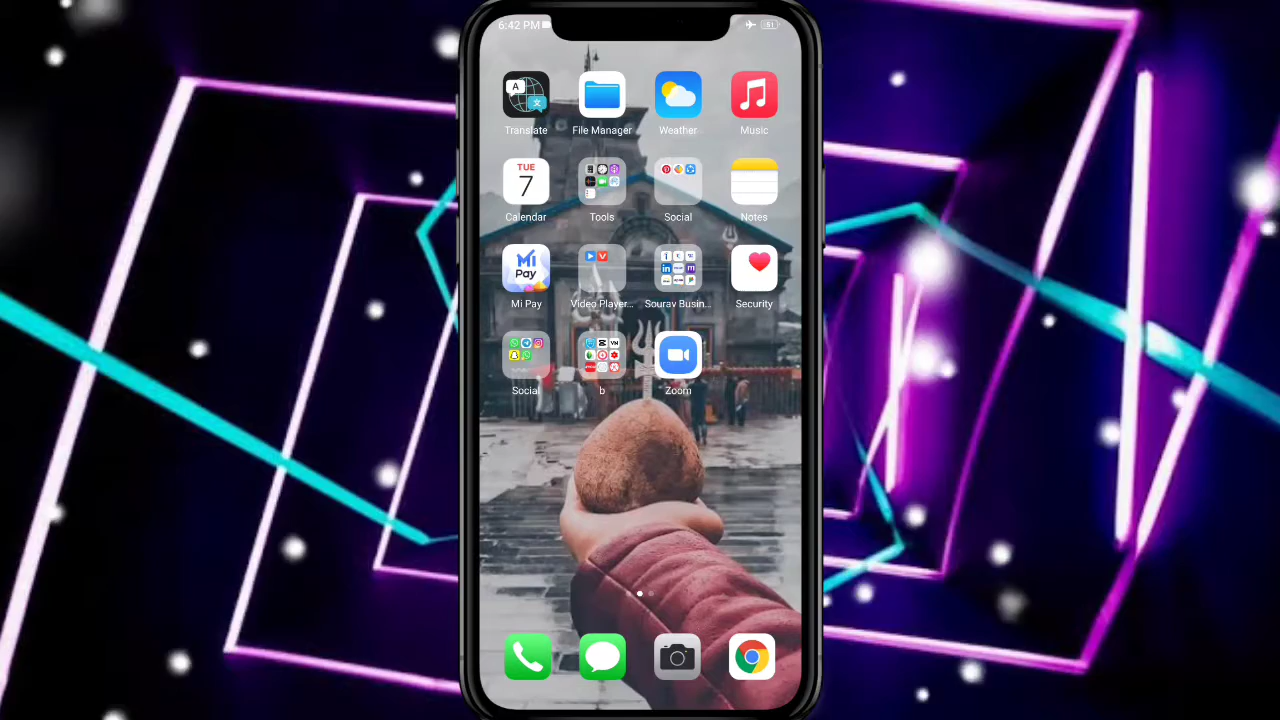 6:42 PM
51
Translate
File Manager
Weather
Music
TUE
7
Calendar
Tools
Social
Notes
Mi
Pay
Mi Pay
Video Player...
Sourav Busin...
Security
Social
b
Zoom